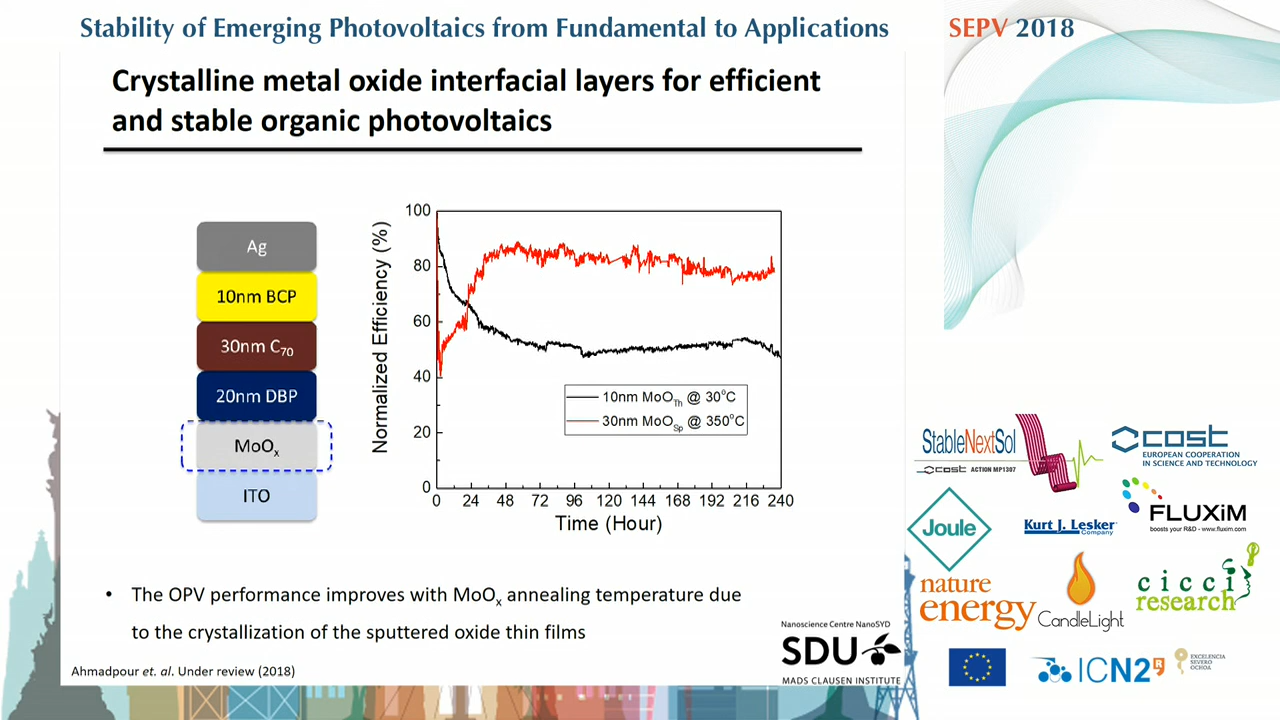 Stability of Emerging Photovoltaics from Fundamental to Applications
SEPV 2018
Crystalline metal oxide interfacial layers for efficient
and stable organic photovoltaics
Ag
10nm BCP
30nm C70
20nm DBP
MoOx
ITO
Normalized Efficiency (%)
100
80
60
40
20
0
10nm MoOTh @ 30°C
30nm MoOSp @ 350°C
0 24 48 72 96 120 144 168 192 216 240
Time (Hour)
• The OPV performance improves with MoOx annealing temperature due
to the crystallization of the sputtered oxide thin films
Ahmadpour et. al. Under review (2018)
Nanoscience Centre NanoSYD
SDU
MADS CLAUSEN INSTITUTE
StableNextSol
cost ACTION MP1307
cost
EUROPEAN COOPERATION
IN SCIENCE AND TECHNOLOGY
Joule
Kurt J. Lesker
Company
FLUXiM
boosts your R&D - www.fluxim.com
nature
energy
CandleLight
cicci
research
ICN2
EXCELENCIA
SEVERO
OCHOA